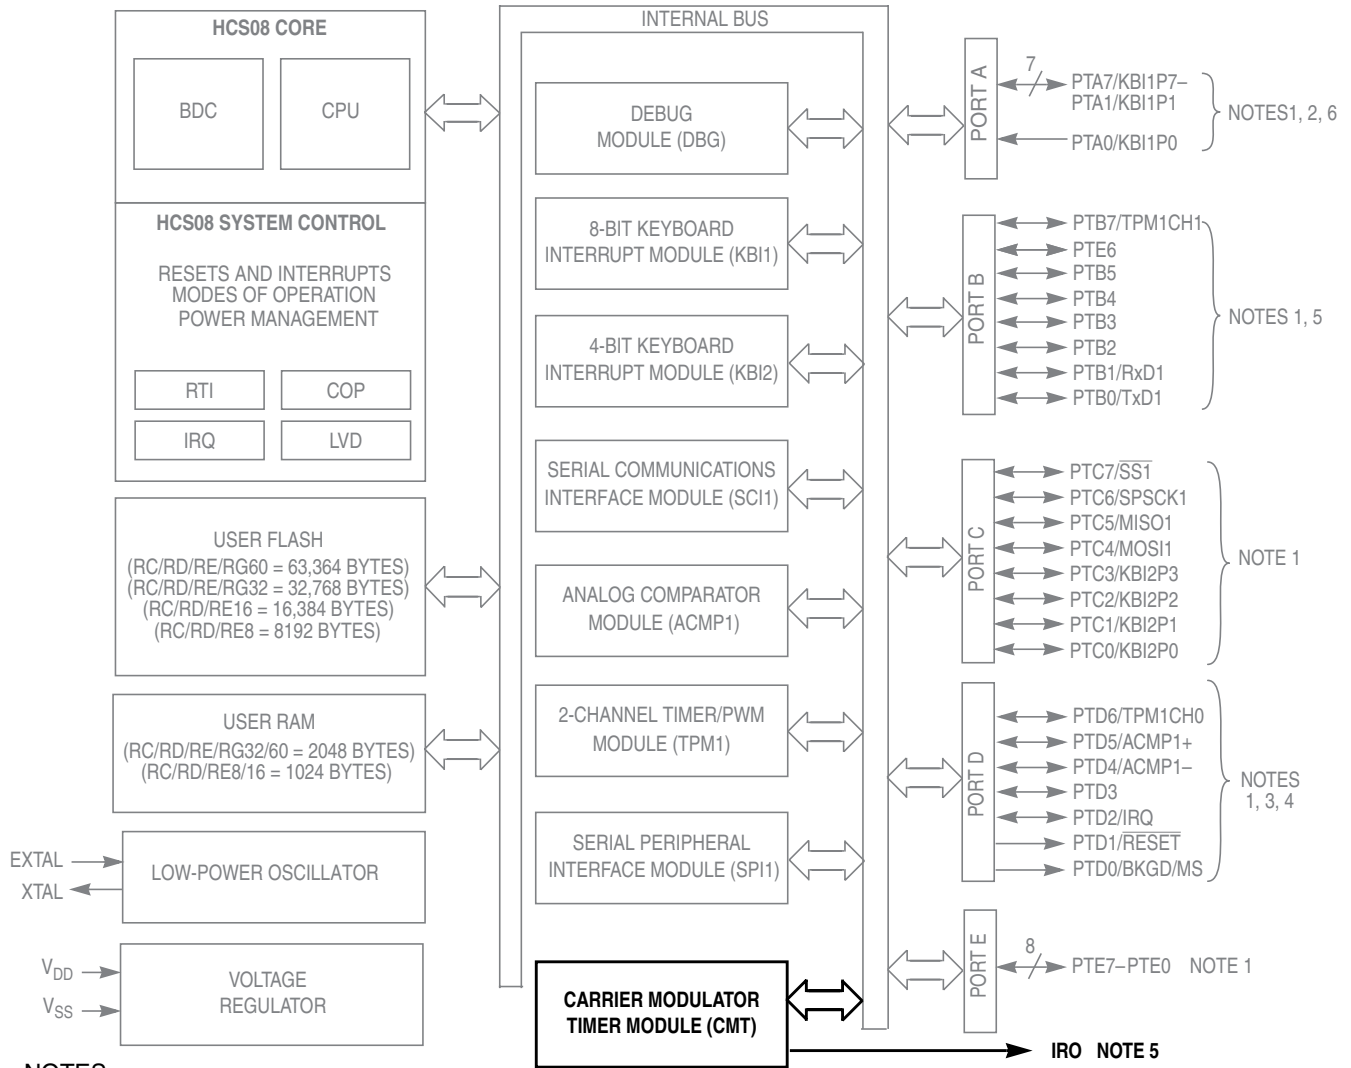 INTERNAL BUS
HCS08 CORE
BDC
CPU
HCS08 SYSTEM CONTROL
RESETS AND INTERRUPTS
MODES OF OPERATION
POWER MANAGEMENT
RTI
COP
IRQ
LVD
USER FLASH
(RC/RD/RE/RG60 = 63,364 BYTES)
(RC/RD/RE/RG32 = 32,768 BYTES)
(RC/RD/RE16 = 16,384 BYTES)
(RC/RD/RE8 = 8192 BYTES)
USER RAM
(RC/RD/RE/RG32/60 = 2048 BYTES)
(RC/RD/RE8/16 = 1024 BYTES)
EXTAL
XTAL
LOW-POWER OSCILLATOR
VDD
VSS
VOLTAGE
REGULATOR
DEBUG
MODULE (DBG)
8-BIT KEYBOARD
INTERRUPT MODULE (KBI1)
4-BIT KEYBOARD
INTERRUPT MODULE (KBI2)
SERIAL COMMUNICATIONS
INTERFACE MODULE (SCI1)
ANALOG COMPARATOR
MODULE (ACMP1)
2-CHANNEL TIMER/PWM
MODULE (TPM1)
SERIAL PERIPHERAL
INTERFACE MODULE (SPI1)
CARRIER MODULATOR
TIMER MODULE (CMT)
PORT A
7
PTA7/KBI1P7–
PTA1/KBI1P1
PTA0/KBI1P0
NOTES1, 2, 6
PORT B
PTB7/TPM1CH1
PTE6
PTB5
PTB4
PTB3
PTB2
PTB1/RxD1
PTB0/TxD1
NOTES 1, 5
PORT C
PTC7/SS1
PTC6/SPSCK1
PTC5/MISO1
PTC4/MOSI1
PTC3/KBI2P3
PTC2/KBI2P2
PTC1/KBI2P1
PTC0/KBI2P0
NOTE 1
PORT D
PTD6/TPM1CH0
PTD5/ACMP1+
PTD4/ACMP1–
PTD3
PTD2/IRQ
PTD1/RESET
PTD0/BKGD/MS
NOTES
1, 3, 4
PORT E
8
PTE7–PTE0 NOTE 1
IRO NOTE 5
NOTES